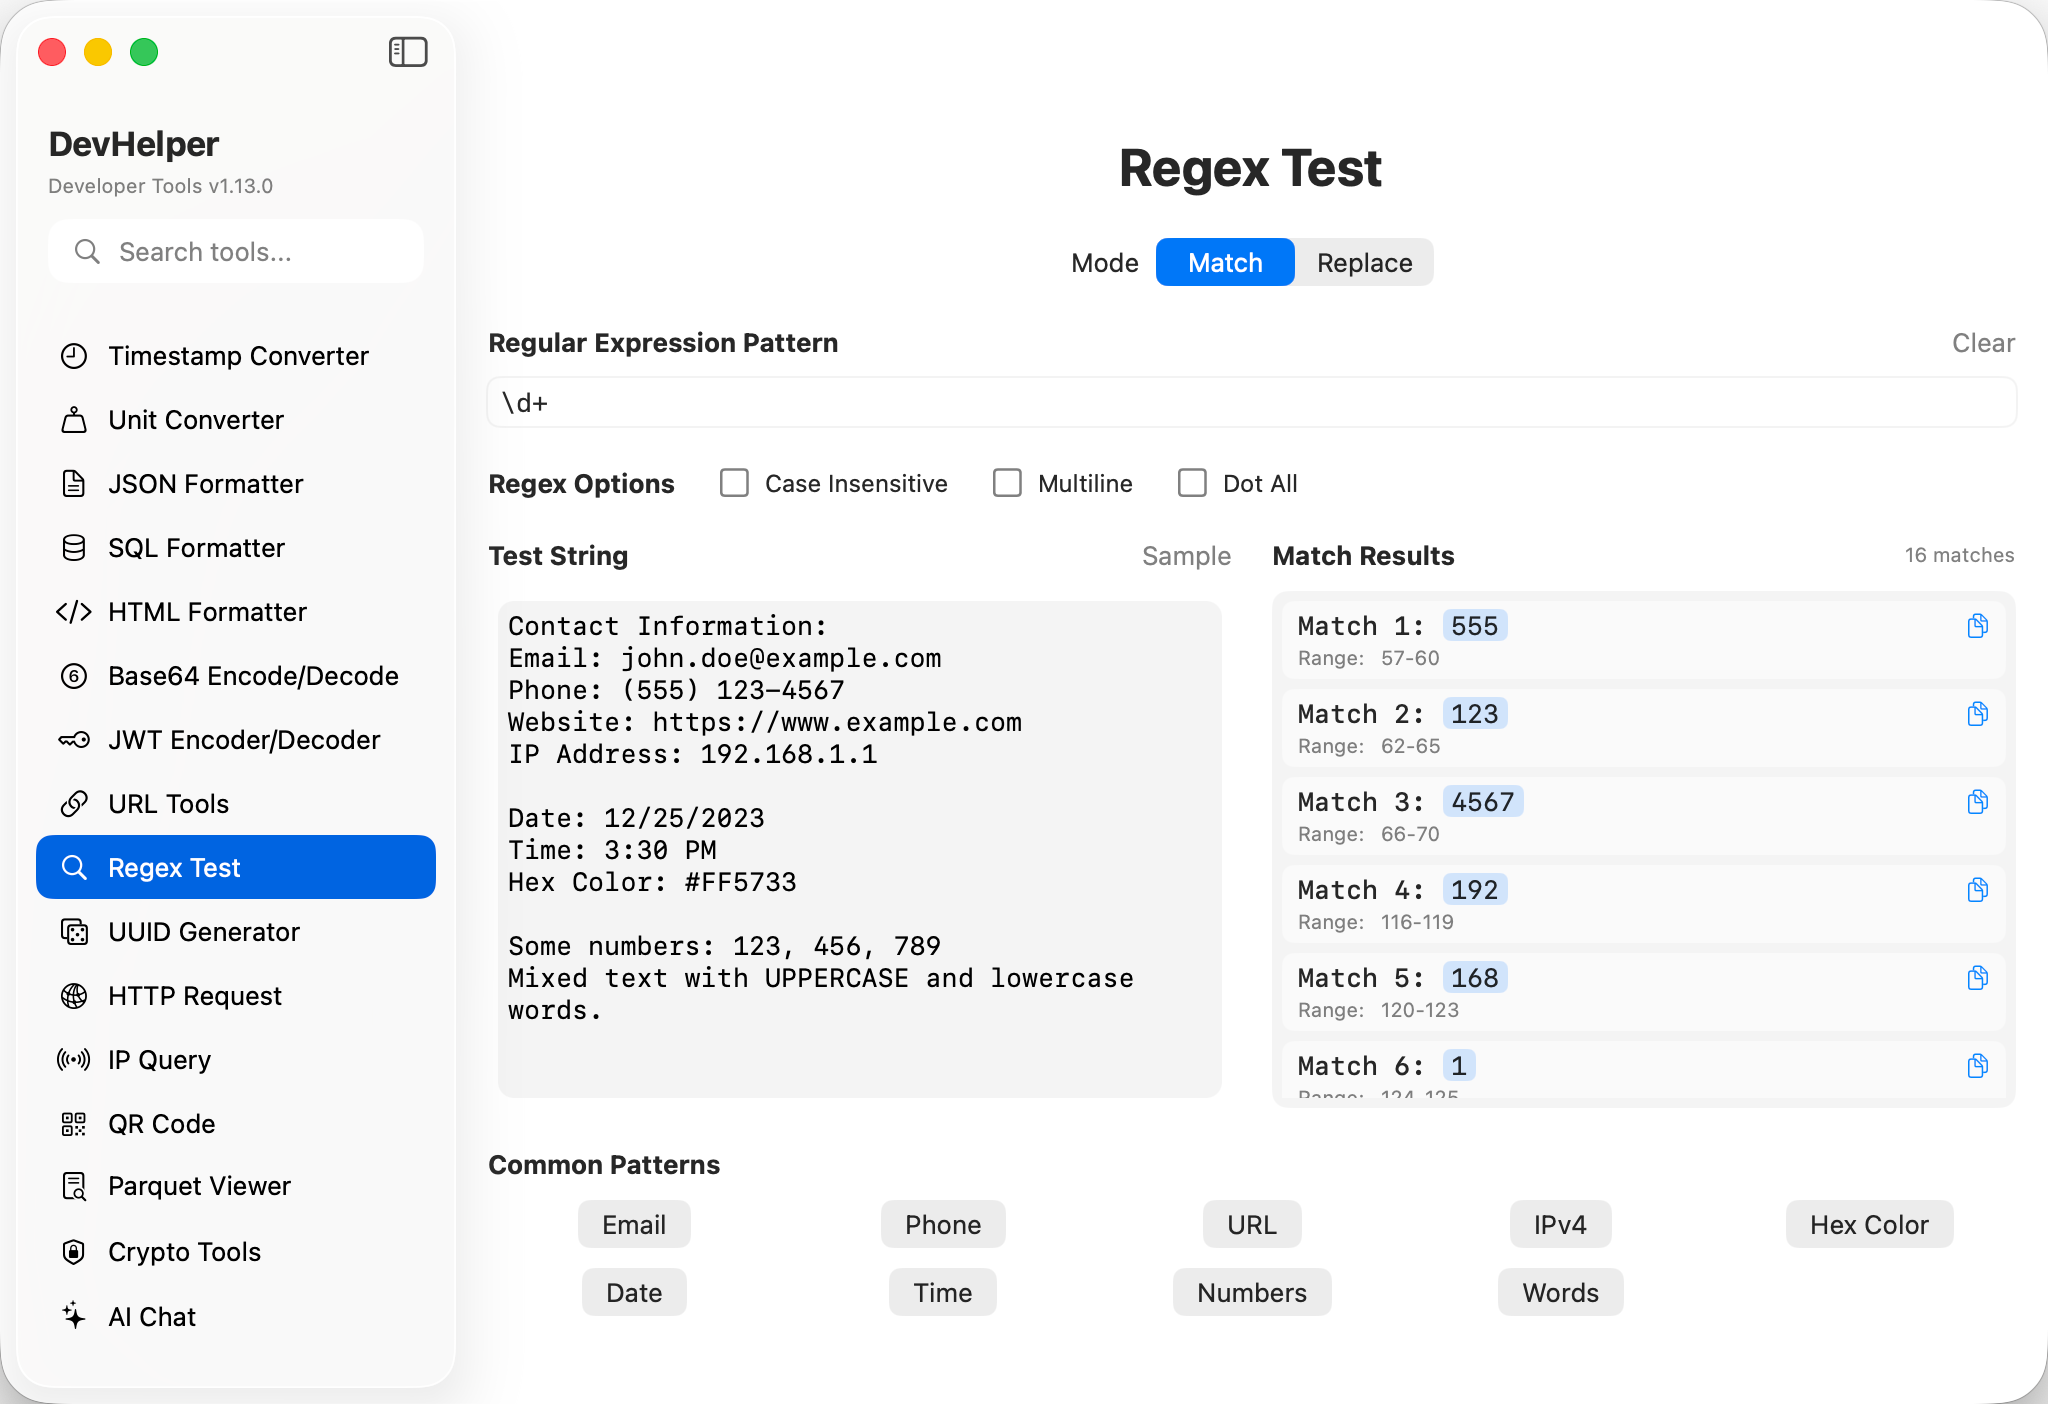 DevHelper
Developer Tools v1.13.0
Search tools...
Timestamp Converter
Unit Converter
JSON Formatter
SQL Formatter
HTML Formatter
Base64 Encode/Decode
JWT Encoder/Decoder
URL Tools
Regex Test
UUID Generator
HTTP Request
IP Query
QR Code
Parquet Viewer
Crypto Tools
AI Chat
Regex Test
Mode Match Replace
Regular Expression Pattern Clear
\d+
Regex Options Case Insensitive Multiline Dot All
Test String Sample
Contact Information:
Email: john.doe@example.com
Phone: (555) 123-4567
Website: https://www.example.com
IP Address: 192.168.1.1
Date: 12/25/2023
Time: 3:30 PM
Hex Color: #FF5733
Some numbers: 123, 456, 789
Mixed text with UPPERCASE and lowercase
words.
Match Results 16 matches
Match 1: 555
Range: 57-60
Match 2: 123
Range: 62-65
Match 3: 4567
Range: 66-70
Match 4: 192
Range: 116-119
Match 5: 168
Range: 120-123
Match 6: 1
Range: 124-125
Common Patterns
Email Phone URL IPv4 Hex Color
Date Time Numbers Words